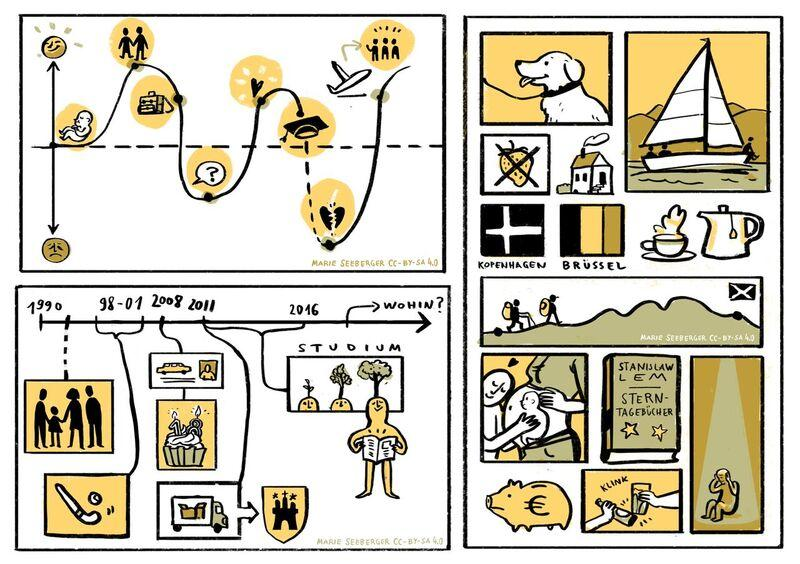 ?
MARIE SEEBERGER CC-BY-SA 4.0
1990
98-01
2008
2011
2016
WOHIN?
STUDIUM
18
MARIE SEEBERGER CC-BY-SA 4.0
KOPENHAGEN
BRÜSSEL
MARIE SEEBERGER CC-BY-SA 4.0
STANISLAW
LEM
STERN-
TAGEBÜCHER
€
KLINK